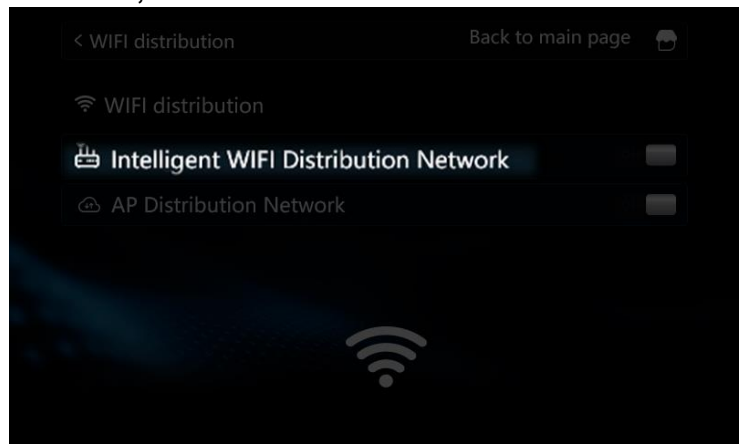 < WIFI distribution Back to main page
WIFI distribution
Intelligent WIFI Distribution Network
AP Distribution Network